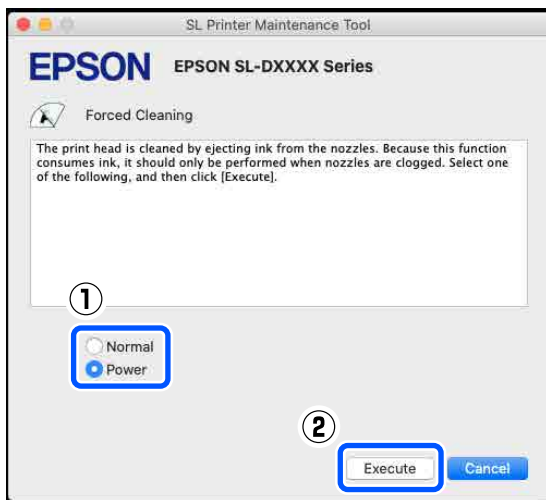 SL Printer Maintenance Tool
EPSON EPSON SL-DXXXX Series
Forced Cleaning
The print head is cleaned by ejecting ink from the nozzles. Because this function
consumes ink, it should only be performed when nozzles are clogged. Select one
of the following, and then click [Execute].
①
Normal
Power
②
Execute Cancel